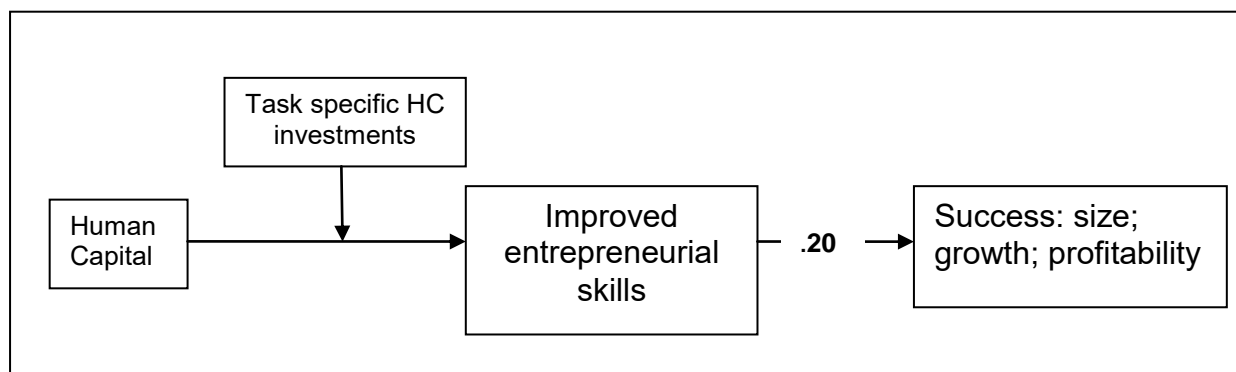 Task specific HC
investments
Human
Capital
Improved
entrepreneurial
skills
.20
Success: size;
growth; profitability